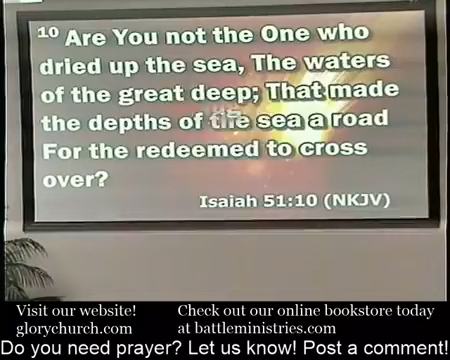 10 Are You not the One who
dried up the sea, The waters
of the great deep; That made
the depths of the sea a road
For the redeemed to cross
over?
Isaiah 51:10 (NKJV)
Visit our website!
glorychurch.com
Check out our online bookstore today
at battleministries.com
Do you need prayer? Let us know! Post a comment!